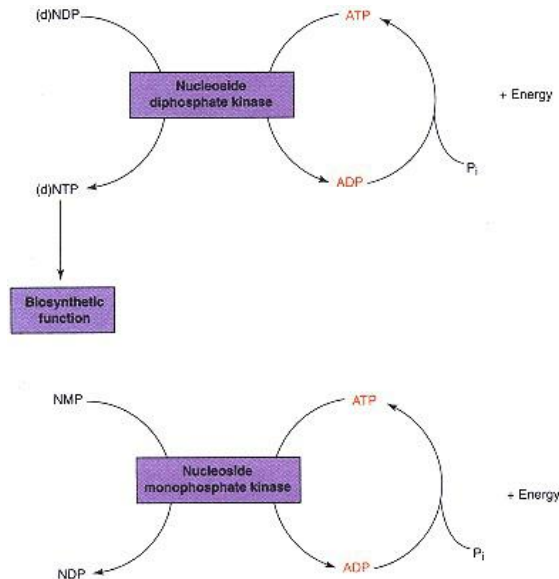 (d)NDP
ATP
Nucleoside
diphosphate kinase
+ Energy
Pi
(d)NTP
ADP
Biosynthetic
function
NMP
ATP
Nucleoside
monophosphate kinase
+ Energy
Pi
NDP
ADP